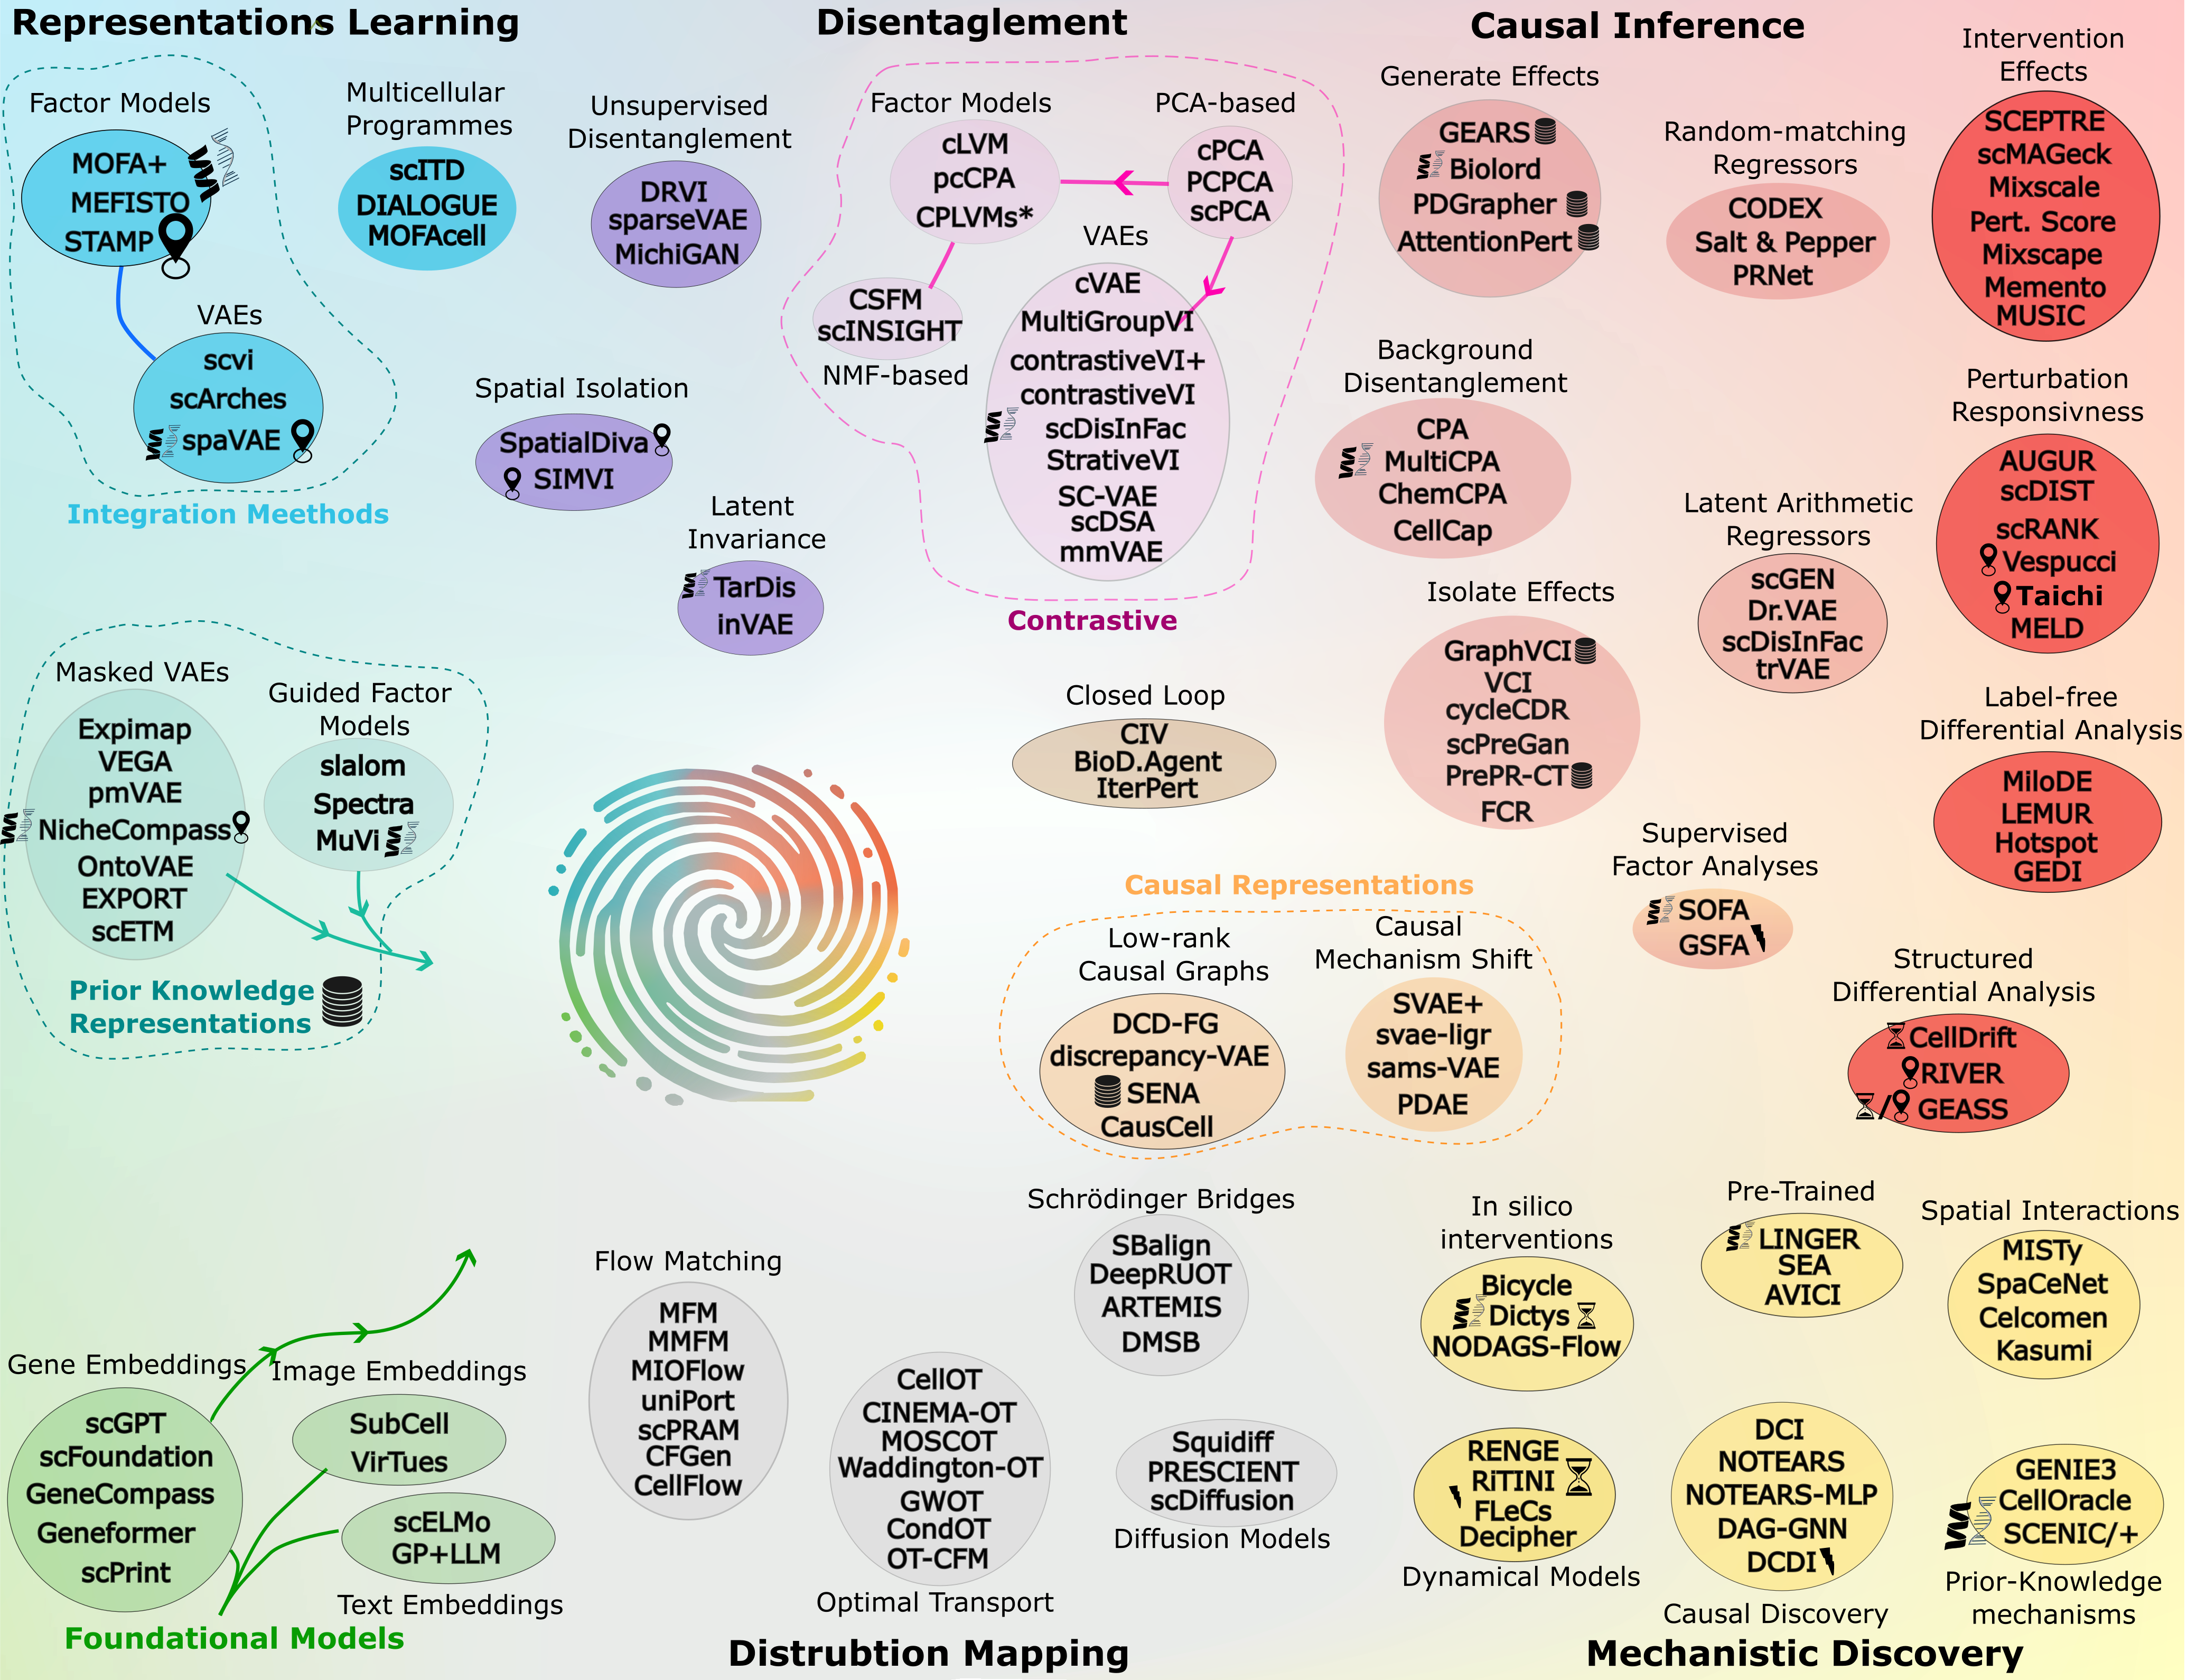 Representations Learning
Disentaglement
Causal Inference
Factor Models
MOFA+
MEFISTO
STAMP
VAEs
scvi
scArches
spaVAE
Integration Meethods
Multicellular
Programmes
scITD
DIALOGUE
MOFAcell
Unsupervised
Disentanglement
DRVI
sparseVAE
MichiGAN
Spatial Isolation
SpatialDiva
SIMVI
Latent
Invariance
TarDis
inVAE
Factor Models
cLVM
pcCPA
CPLVMs*
PCA-based
cPCA
PCPCA
scPCA
CSFM
scINSIGHT
NMF-based
VAEs
cVAE
MultiGroupVI
contrastiveVI+
contrastiveVI
scDisInFac
StrativeVI
SC-VAE
scDSA
mmVAE
Contrastive
Generate Effects
GEARS
Biolord
PDGrapher
AttentionPert
Random-matching
Regressors
CODEX
Salt & Pepper
PRNet
Intervention
Effects
SCEPTRE
scMAGeck
Mixscale
Pert. Score
Mixscape
Memento
MUSIC
Background
Disentanglement
CPA
MultiCPA
ChemCPA
CellCap
Perturbation
Responsivness
AUGUR
scDIST
scRANK
Vespucci
Taichi
MELD
Latent Arithmetic
Regressors
scGEN
Dr.VAE
scDisInFac
trVAE
Isolate Effects
GraphVCI
VCI
cycleCDR
scPreGan
PrePR-CT
FCR
Label-free
Differential Analysis
MiloDE
LEMUR
Hotspot
GEDI
Masked VAEs
Expimap
VEGA
pmVAE
NicheCompass
OntoVAE
EXPORT
scETM
Guided Factor
Models
slalom
Spectra
MuVi
Prior Knowledge
Representations
Closed Loop
CIV
BioD.Agent
IterPert
Supervised
Factor Analyses
SOFA
GSFA
Causal Representations
Low-rank
Causal Graphs
DCD-FG
discrepancy-VAE
SENA
CausCell
Causal
Mechanism Shift
SVAE+
svae-ligr
sams-VAE
PDAE
Structured
Differential Analysis
CellDrift
RIVER
/ GEASS
Gene Embeddings
scGPT
scFoundation
GeneCompass
Geneformer
scPrint
Image Embeddings
SubCell
VirTues
scELMo
GP+LLM
Text Embeddings
Foundational Models
Flow Matching
MFM
MMFM
MIOFlow
uniPort
scPRAM
CFGen
CellFlow
Schrödinger Bridges
SBalign
DeepRUOT
ARTEMIS
DMSB
CellOT
CINEMA-OT
MOSCOT
Waddington-OT
GWOT
CondOT
OT-CFM
Optimal Transport
Squidiff
PRESCIENT
scDiffusion
Diffusion Models
Distrubtion Mapping
In silico
interventions
Bicycle
Dictys
NODAGS-Flow
Pre-Trained
LINGER
SEA
AVICI
Spatial Interactions
MISTy
SpaCeNet
Celcomen
Kasumi
RENGE
RiTINI
FLeCs
Decipher
Dynamical Models
DCI
NOTEARS
NOTEARS-MLP
DAG-GNN
DCDI
Causal Discovery
GENIE3
CellOracle
SCENIC/+
Prior-Knowledge
mechanisms
Mechanistic Discovery